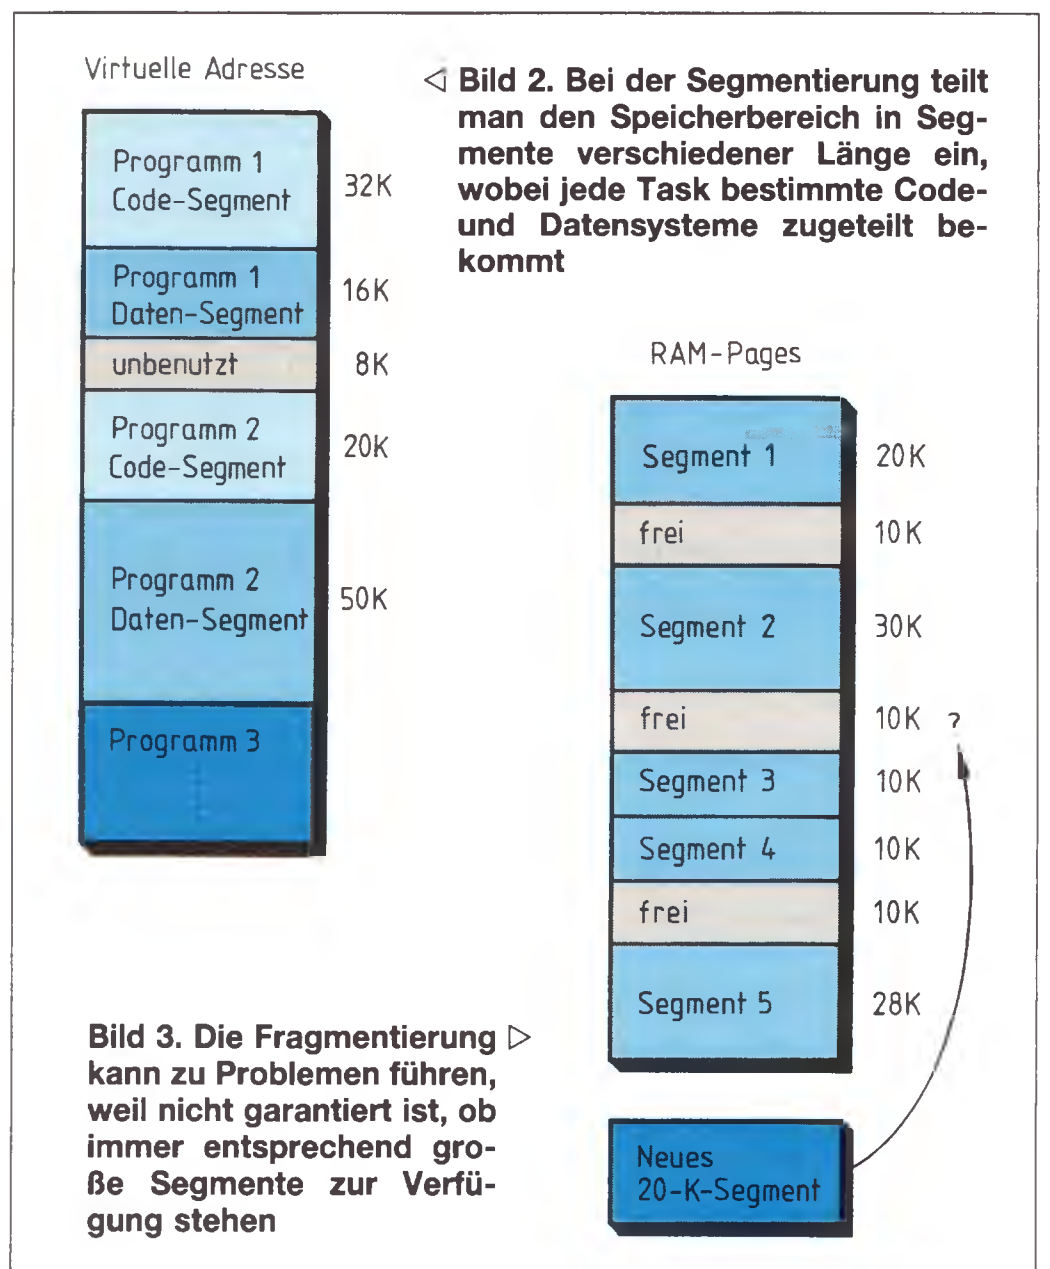 Virtuelle Adresse
Programm 1
Code-Segment
32K
Programm 1
Daten-Segment
16K
unbenutzt
8K
Programm 2
Code-Segment
20K
Programm 2
Daten-Segment
50K
Programm 3
◁ Bild 2. Bei der Segmentierung teilt
man den Speicherbereich in Seg-
mente verschiedener Länge ein,
wobei jede Task bestimmte Code-
und Datensysteme zugeteilt be-
kommt
RAM-Pages
Segment 1
20K
frei
10K
Segment 2
30K
frei
10K ?
Segment 3
10K
Segment 4
10K
frei
10K
Segment 5
28K
Neues
20-K-Segment
Bild 3. Die Fragmentierung ▷
kann zu Problemen führen,
weil nicht garantiert ist, ob
immer entsprechend gro-
ße Segmente zur Verfü-
gung stehen